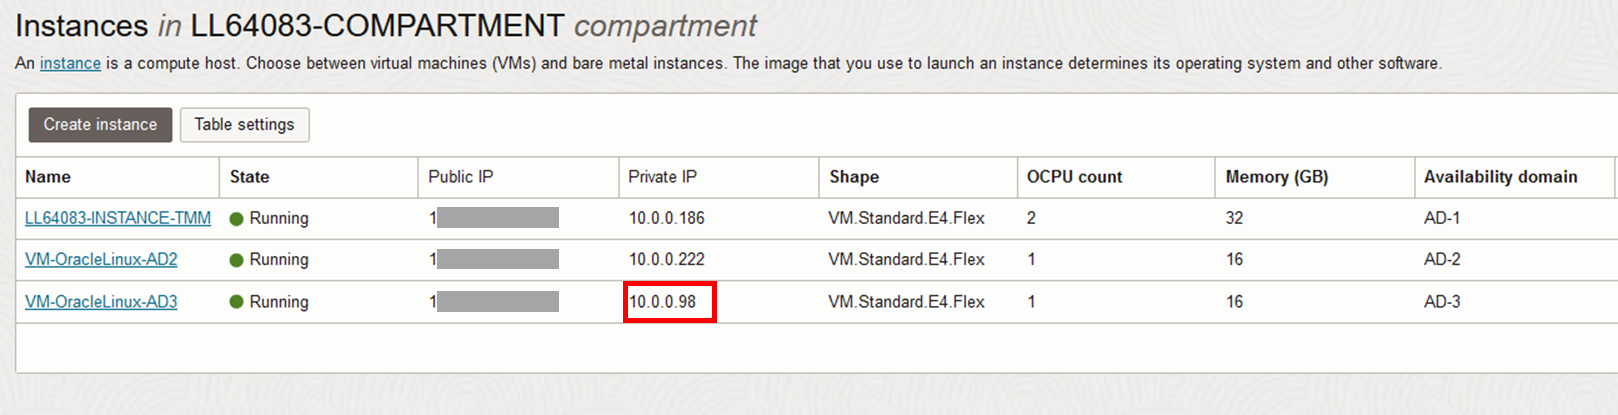 Instances in LL64083-COMPARTMENT compartment
An instance is a compute host. Choose between virtual machines (VMs) and bare metal instances. The image that you use to launch an instance determines its operating system and other software.
Create instance Table settings
Name State Public IP Private IP Shape OCPU count Memory (GB) Availability domain
LL64083-INSTANCE-TMM Running 1 10.0.0.186 VM.Standard.E4.Flex 2 32 AD-1
VM-OracleLinux-AD2 Running 1 10.0.0.222 VM.Standard.E4.Flex 1 16 AD-2
VM-OracleLinux-AD3 Running 1 10.0.0.98 VM.Standard.E4.Flex 1 16 AD-3